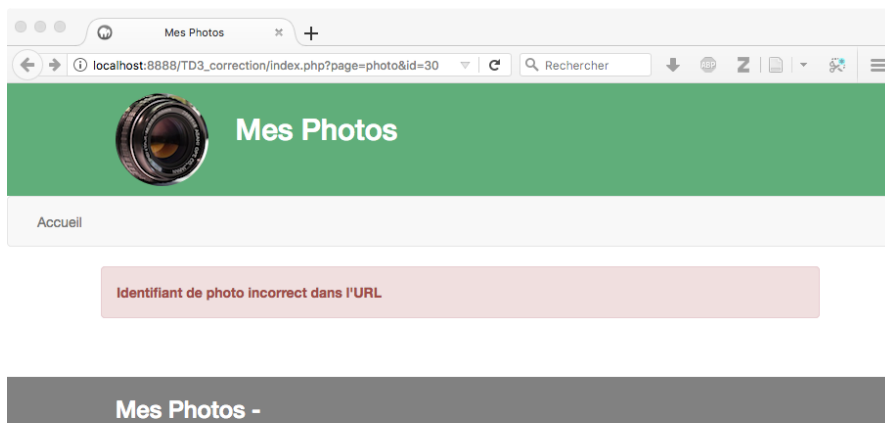 Mes Photos
localhost:8888/TD3_correction/index.php?page=photo&id=30
Rechercher
ABP
Z
Mes Photos
Accueil
Identifiant de photo incorrect dans l'URL
Mes Photos -